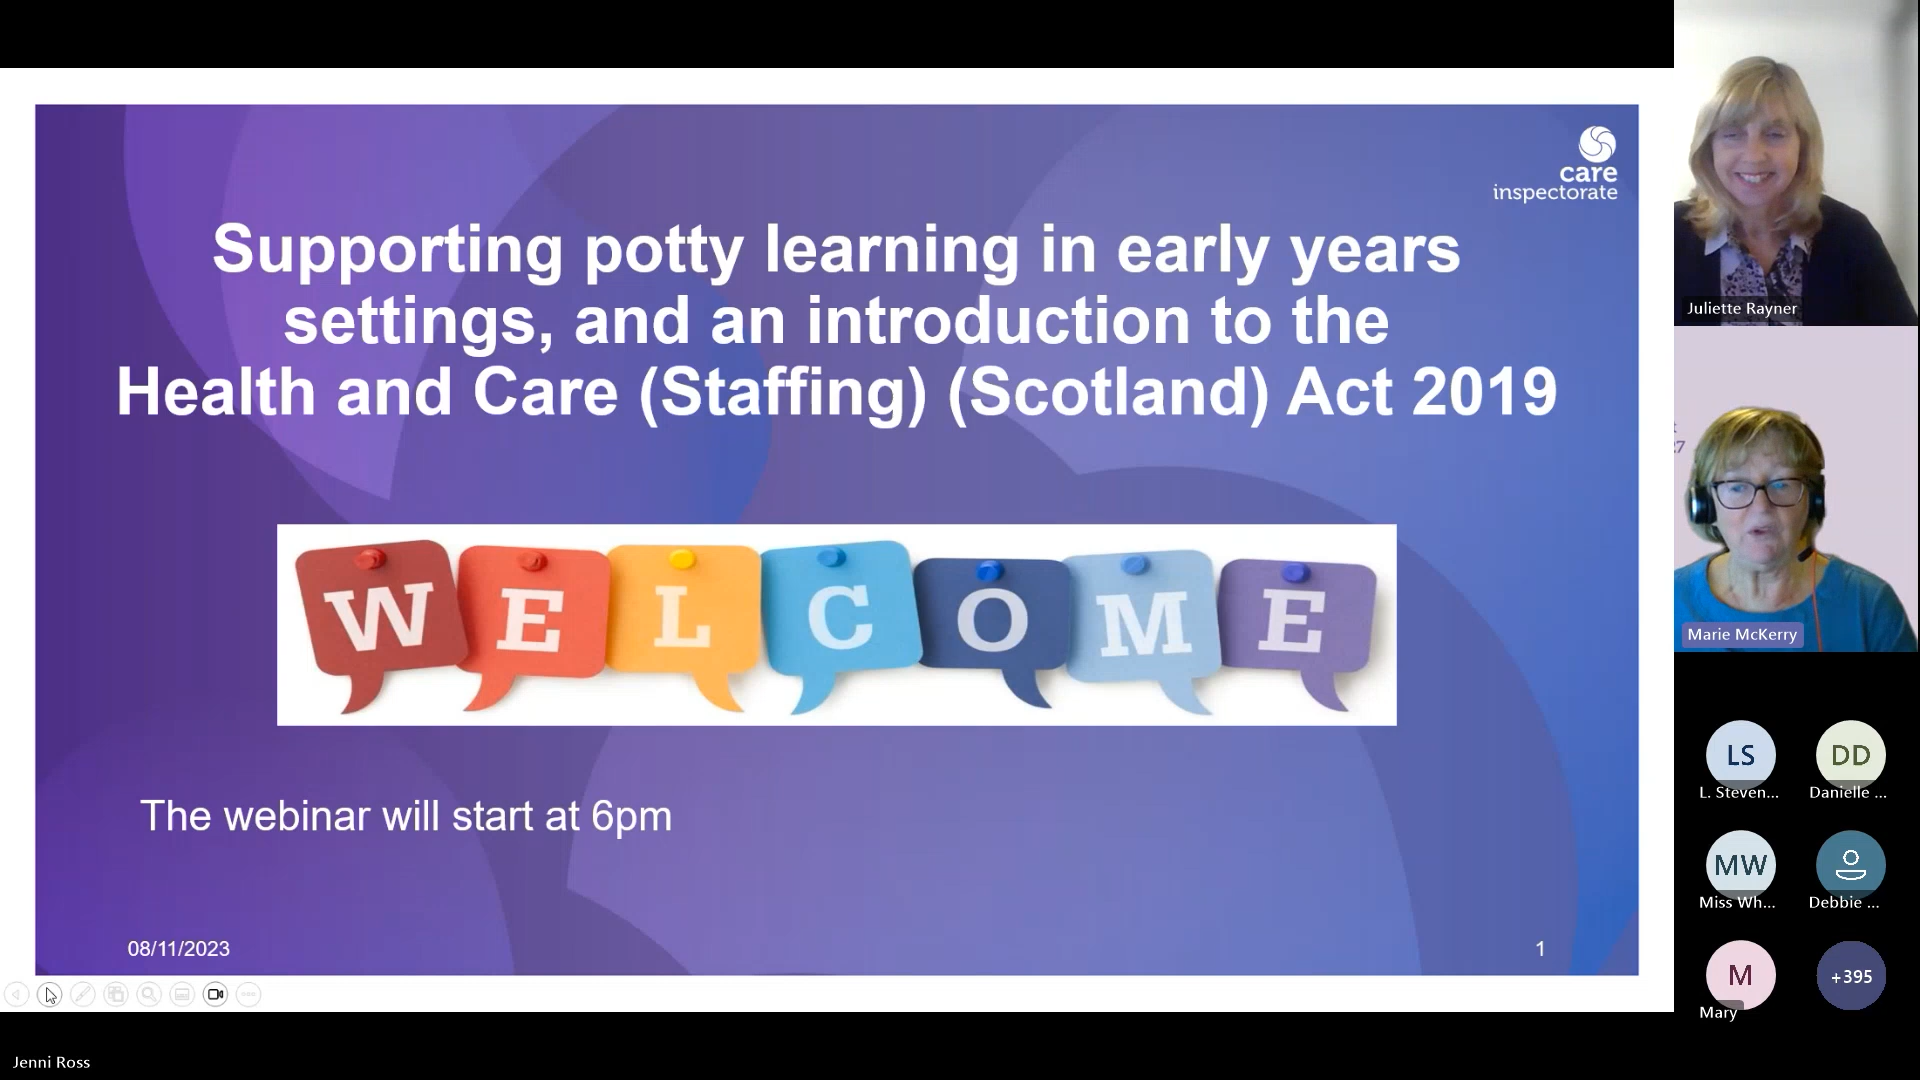 care
inspectorate
Supporting potty learning in early years
settings, and an introduction to the
Health and Care (Staffing) (Scotland) Act 2019
WELCOME
The webinar will start at 6pm
08/11/2023
1
Jenni Ross
Juliette Rayner
Marie McKerry
LS
L. Steven...
DD
Danielle ...
MW
Miss Wh...
Debbie ...
M
Mary
+395